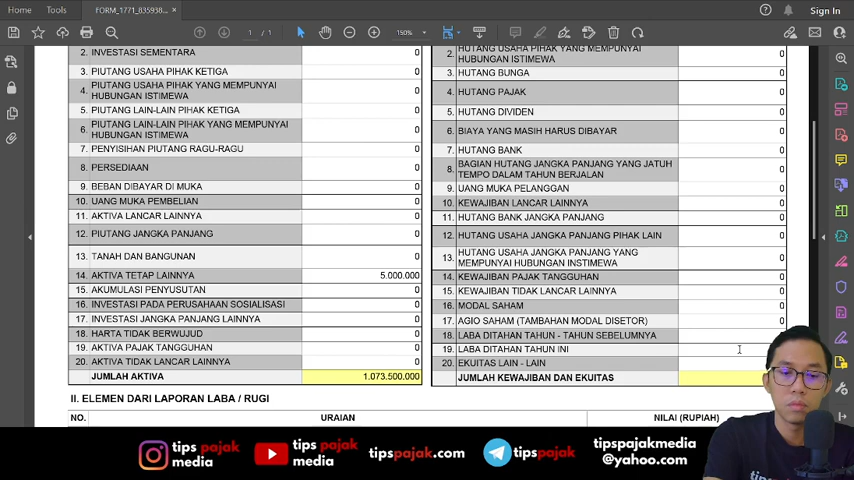 Home Tools FORM_1771_835938... × Sign In
1 / 1 150%
2. INVESTASI SEMENTARA 0
3. PIUTANG USAHA PIHAK KETIGA 0
4. PIUTANG USAHA PIHAK YANG MEMPUNYAI
HUBUNGAN ISTIMEWA 0
5. PIUTANG LAIN-LAIN PIHAK KETIGA 0
6. PIUTANG LAIN-LAIN PIHAK YANG MEMPUNYAI
HUBUNGAN ISTIMEWA 0
7. PENYISIHAN PIUTANG RAGU-RAGU 0
8. PERSEDIAAN 0
9. BEBAN DIBAYAR DI MUKA 0
10. UANG MUKA PEMBELIAN 0
11. AKTIVA LANCAR LAINNYA 0
12. PIUTANG JANGKA PANJANG 0
13. TANAH DAN BANGUNAN 0
14. AKTIVA TETAP LAINNYA 5.000.000
15. AKUMULASI PENYUSUTAN 0
16. INVESTASI PADA PERUSAHAAN SOSIALISASI 0
17. INVESTASI JANGKA PANJANG LAINNYA 0
18. HARTA TIDAK BERWUJUD 0
19. AKTIVA PAJAK TANGGUHAN 0
20. AKTIVA TIDAK LANCAR LAINNYA 0
JUMLAH AKTIVA 1.073.500.000
2. HUTANG USAHA PIHAK YANG MEMPUNYAI
HUBUNGAN ISTIMEWA 0
3. HUTANG BUNGA 0
4. HUTANG PAJAK 0
5. HUTANG DIVIDEN 0
6. BIAYA YANG MASIH HARUS DIBAYAR 0
7. HUTANG BANK 0
8. BAGIAN HUTANG JANGKA PANJANG YANG JATUH
TEMPO DALAM TAHUN BERJALAN 0
9. UANG MUKA PELANGGAN 0
10. KEWAJIBAN LANCAR LAINNYA 0
11. HUTANG BANK JANGKA PANJANG 0
12. HUTANG USAHA JANGKA PANJANG PIHAK LAIN 0
13. HUTANG USAHA JANGKA PANJANG YANG
MEMPUNYAI HUBUNGAN INSTIMEWA 0
14. KEWAJIBAN PAJAK TANGGUHAN 0
15. KEWAJIBAN TIDAK LANCAR LAINNYA 0
16. MODAL SAHAM 0
17. AGIO SAHAM (TAMBAHAN MODAL DISETOR) 0
18. LABA DITAHAN TAHUN - TAHUN SEBELUMNYA
19. LABA DITAHAN TAHUN INI
20. EKUITAS LAIN - LAIN
JUMLAH KEWAJIBAN DAN EKUITAS
II. ELEMEN DARI LAPORAN LABA / RUGI
NO. URAIAN NILAI (RUPIAH)
tips pajak
media
tips pajak
media
tipspajak.com
tipspajak
tipspajakmedia
@yahoo.com
tips